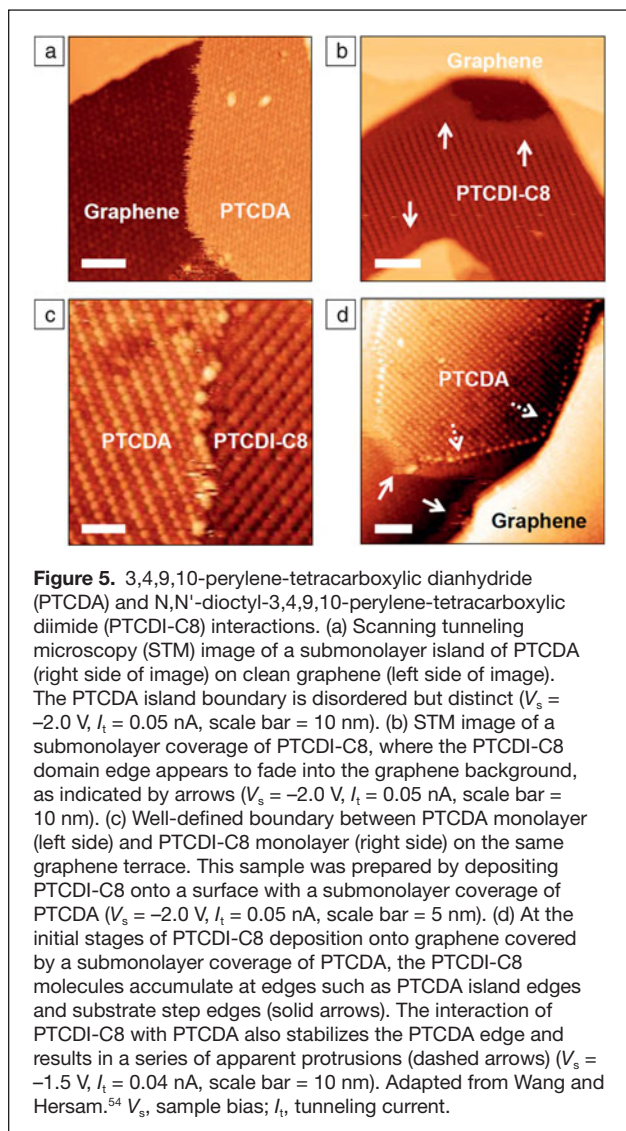 a
b
Graphene
Graphene
PTCDA
PTCDI-C8
c
d
PTCDA
PTCDI-C8
PTCDA
Graphene
Figure 5. 3,4,9,10-perylene-tetracarboxylic dianhydride
(PTCDA) and N,N'-dioctyl-3,4,9,10-perylene-tetracarboxylic
diimide (PTCDI-C8) interactions. (a) Scanning tunneling
microscopy (STM) image of a submonolayer island of PTCDA
(right side of image) on clean graphene (left side of image).
The PTCDA island boundary is disordered but distinct (Vs =
–2.0 V, It = 0.05 nA, scale bar = 10 nm). (b) STM image of a
submonolayer coverage of PTCDI-C8, where the PTCDI-C8
domain edge appears to fade into the graphene background,
as indicated by arrows (Vs = –2.0 V, It = 0.05 nA, scale bar =
10 nm). (c) Well-defined boundary between PTCDA monolayer
(left side) and PTCDI-C8 monolayer (right side) on the same
graphene terrace. This sample was prepared by depositing
PTCDI-C8 onto a surface with a submonolayer coverage of
PTCDA (Vs = –2.0 V, It = 0.05 nA, scale bar = 5 nm). (d) At the
initial stages of PTCDI-C8 deposition onto graphene covered
by a submonolayer coverage of PTCDA, the PTCDI-C8
molecules accumulate at edges such as PTCDA island edges
and substrate step edges (solid arrows). The interaction of
PTCDI-C8 with PTCDA also stabilizes the PTCDA edge and
results in a series of apparent protrusions (dashed arrows) (Vs =
–1.5 V, It = 0.04 nA, scale bar = 10 nm). Adapted from Wang and
Hersam.54 Vs, sample bias; It, tunneling current.